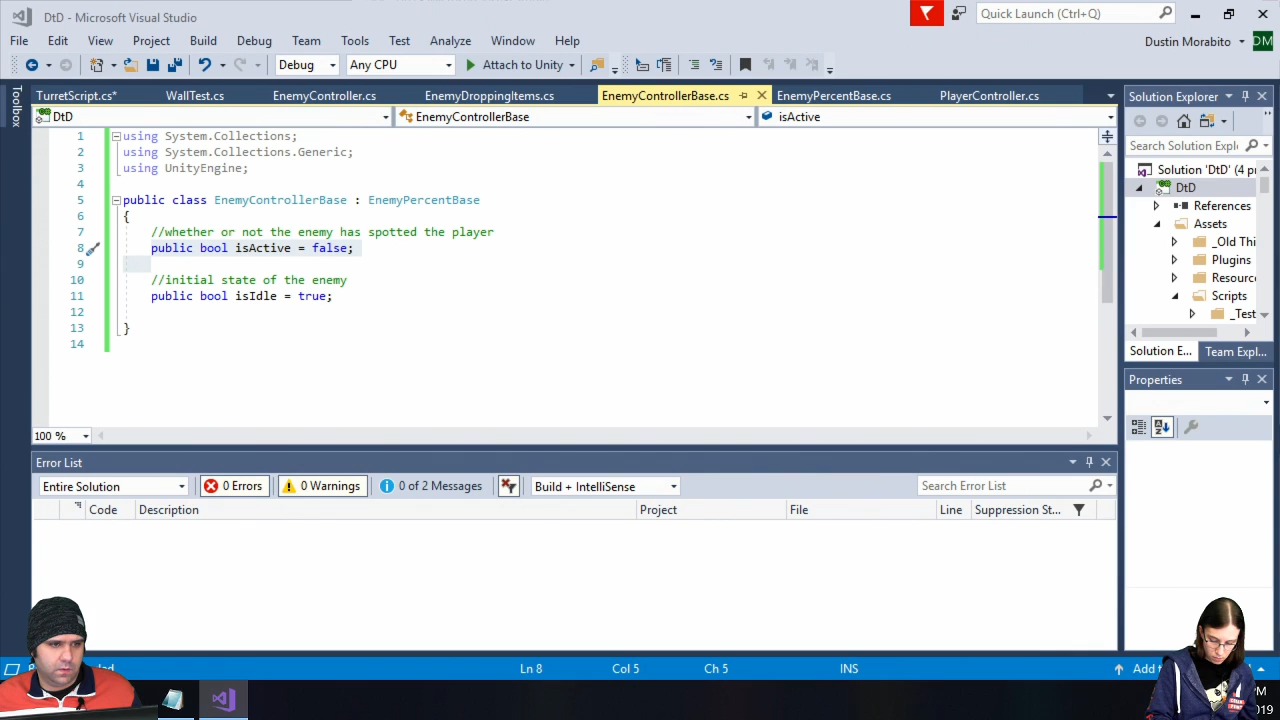 DtD - Microsoft Visual Studio
Quick Launch (Ctrl+Q)
File Edit View Project Build Debug Team Tools Test Analyze Window Help
Dustin Morabito DM
Debug Any CPU Attach to Unity
Toolbox
TurretScript.cs* WallTest.cs EnemyController.cs EnemyDroppingItems.cs EnemyControllerBase.cs EnemyPercentBase.cs PlayerController.cs
DtD EnemyControllerBase isActive
1 using System.Collections;
2 using System.Collections.Generic;
3 using UnityEngine;
4
5 public class EnemyControllerBase : EnemyPercentBase
6 {
7 //whether or not the enemy has spotted the player
8 public bool isActive = false;
9
10 //initial state of the enemy
11 public bool isIdle = true;
12
13 }
14
100 %
Solution Explorer
Search Solution Explo
Solution 'DtD' (4 pr
DtD
References
Assets
_Old Thi
Plugins
Resource
Scripts
_Test
Solution E... Team Expl...
Properties
Error List
Entire Solution 0 Errors 0 Warnings 0 of 2 Messages Build + IntelliSense Search Error List
Code Description Project File Line Suppression St...
Ln 8 Col 5 Ch 5 INS